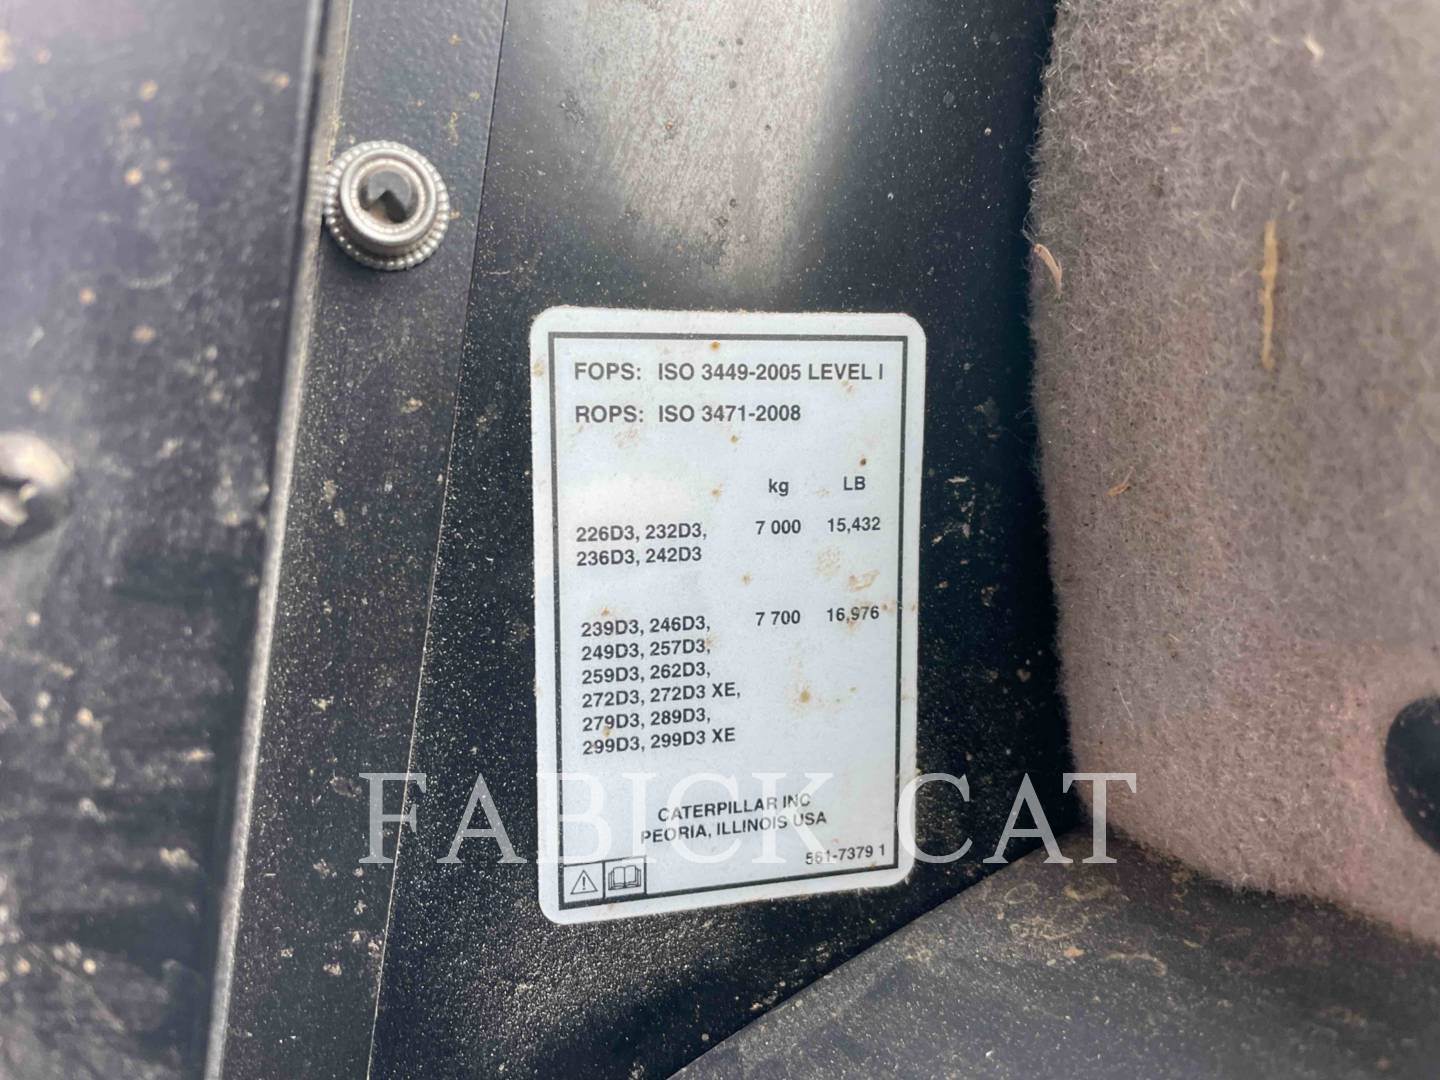 FOPS: ISO 3449-2005 LEVEL I
ROPS: ISO 3471-2008
kg LB
226D3, 232D3, 7 000 15,432
236D3, 242D3
239D3, 246D3, 7 700 16,976
249D3, 257D3,
259D3, 262D3,
272D3, 272D3 XE,
279D3, 289D3,
299D3, 299D3 XE
CATERPILLAR INC
PEORIA, ILLINOIS USA
561-7379 1
FABICK CAT